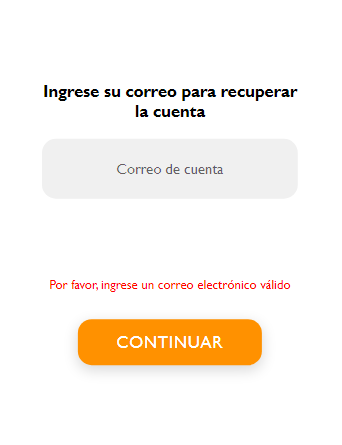 Ingrese su correo para recuperar
la cuenta
Correo de cuenta
Por favor, ingrese un correo electrónico válido
CONTINUAR